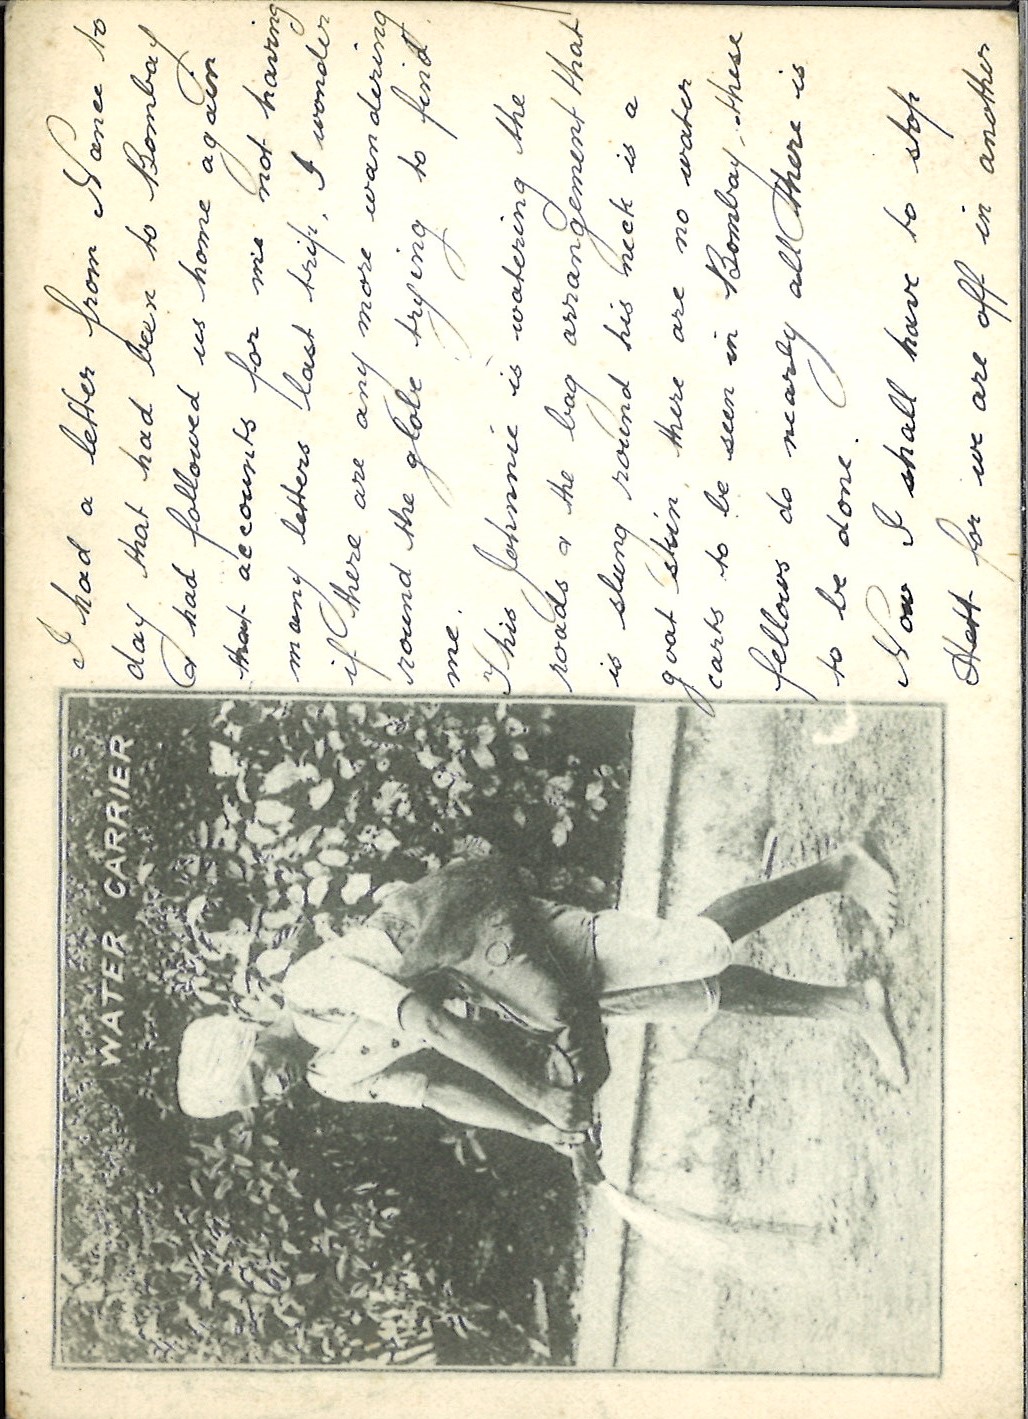 I had a letter from Nance to
day that had been to Bombay
& had followed us home again
that accounts for me not having
many letters last trip, I wonder
if there are any more wandering
round the globe trying to find
me.
This Johnnie is watering the
roads & the bag arrangement that
is slung round his neck is a
goat skin, there are no water
carts to be seen in Bombay, these
fellows do nearly all there is
to be done.
Now I shall have to stop
for we are off in another
WATER CARRIER